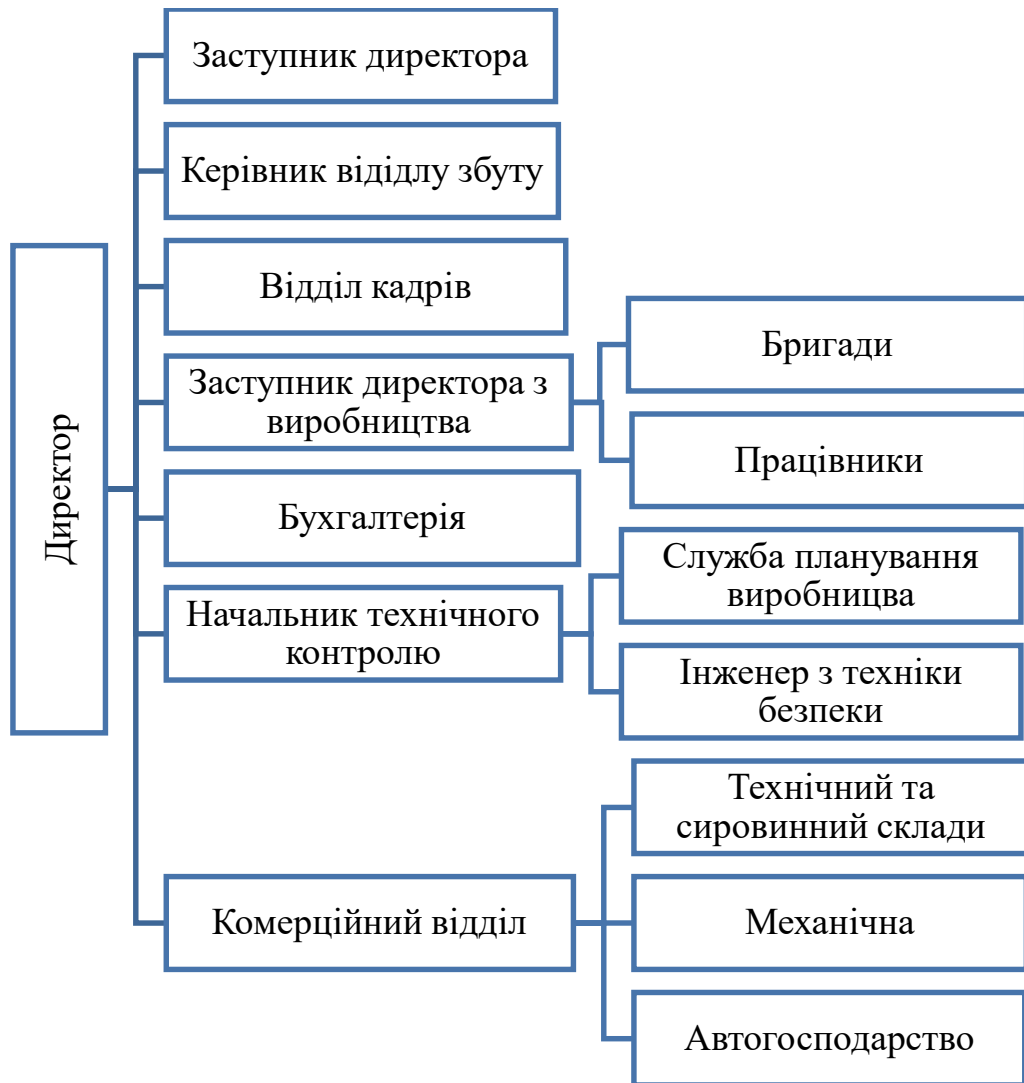 Директор
Заступник директора
Керівник відідлу збуту
Відділ кадрів
Заступник директора з
виробництва
Бригади
Працівники
Бухгалтерія
Начальник технічного
контролю
Служба планування
виробницва
Інженер з техніки
безпеки
Комерційний відділ
Технічний та
сировинний склади
Механічна
Автогосподарство